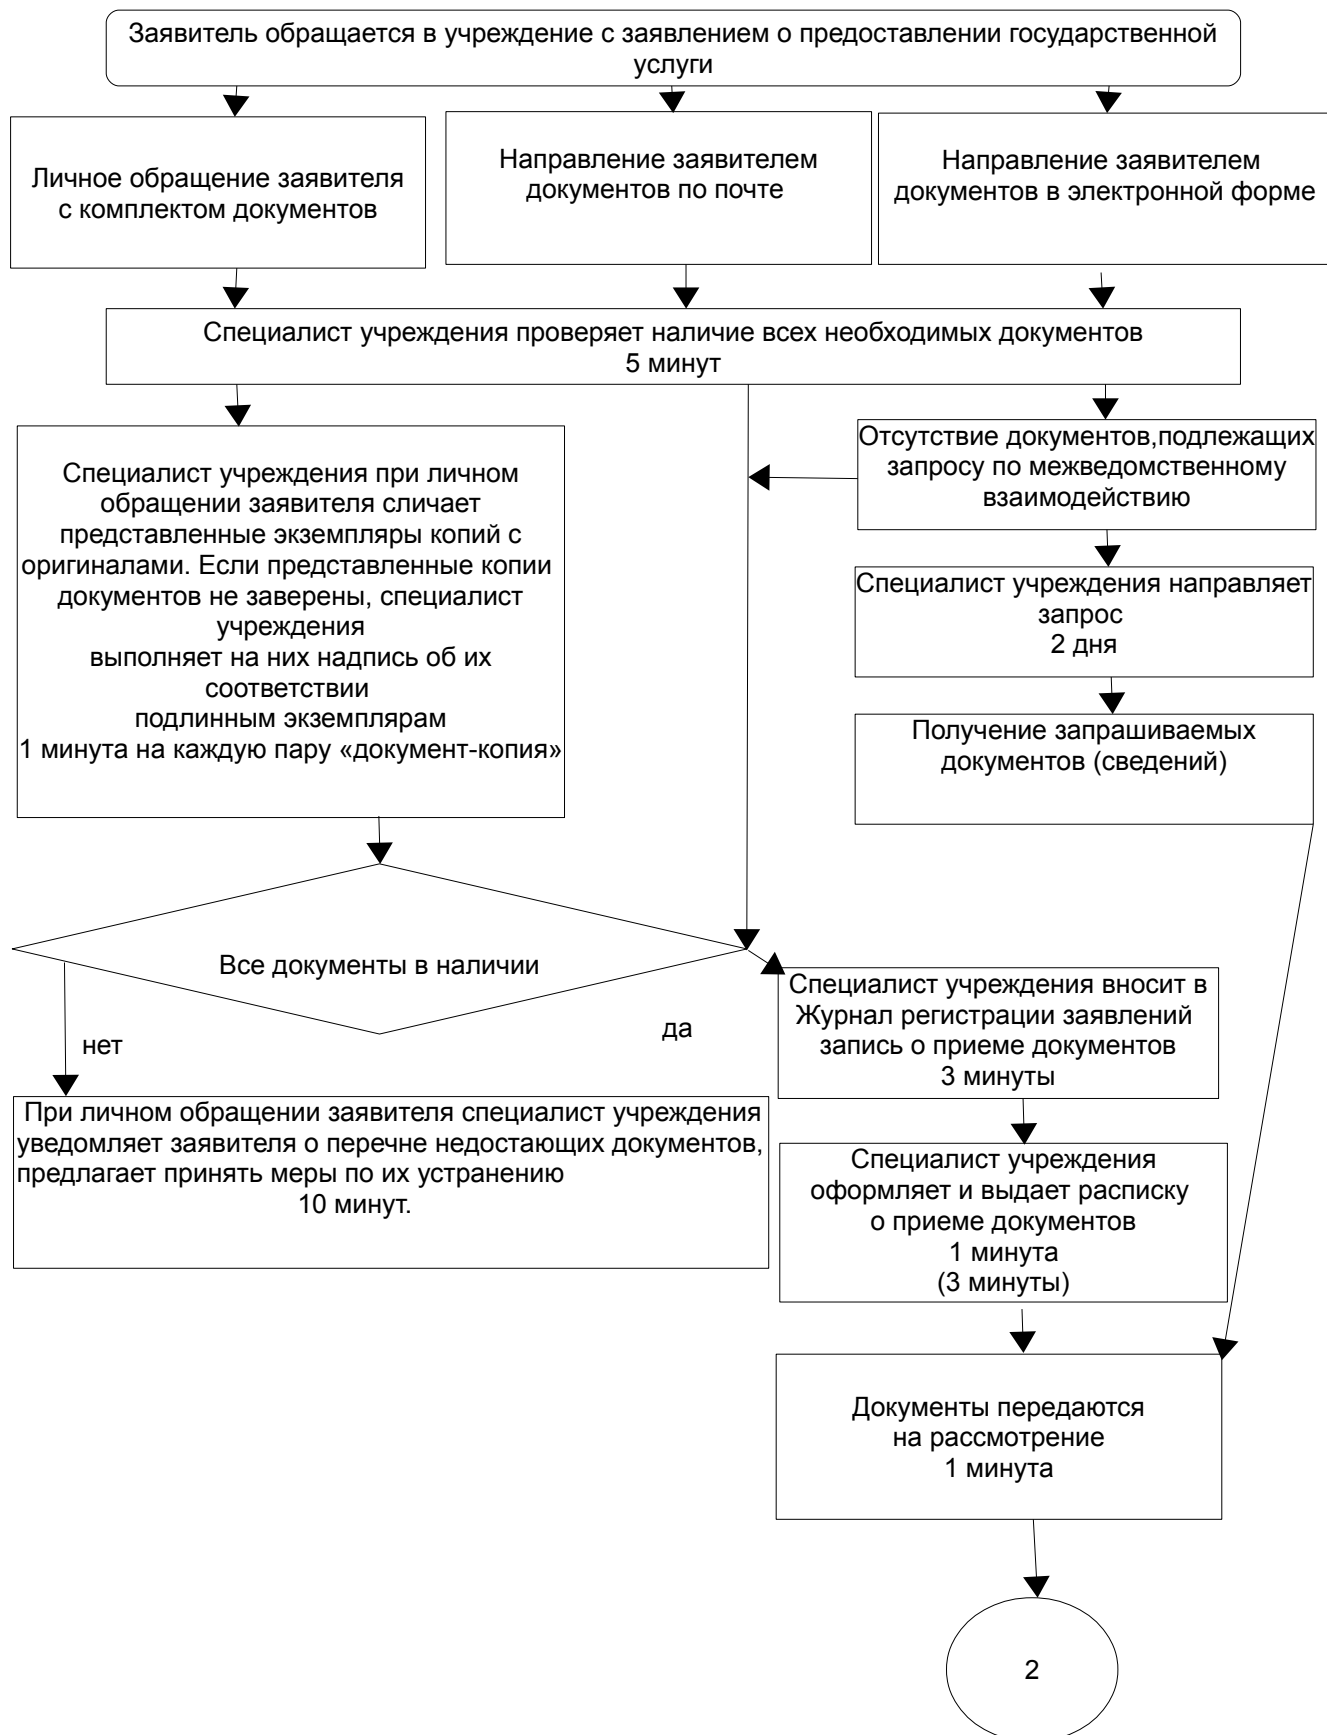 Заявитель обращается в учреждение с заявлением о предоставлении государственной
услуги
Личное обращение заявителя
с комплектом документов
Направление заявителем
документов по почте
Направление заявителем
документов в электронной форме
Специалист учреждения проверяет наличие всех необходимых документов
5 минут
Специалист учреждения при личном
обращении заявителя сличает
представленные экземпляры копий с
оригиналами. Если представленные копии
документов не заверены, специалист
учреждения
выполняет на них надпись об их
соответствии
подлинным экземплярам
1 минута на каждую пару «документ-копия»
Отсутствие документов,подлежащих
запросу по межведомственному
взаимодействию
Специалист учреждения направляет
запрос
2 дня
Получение запрашиваемых
документов (сведений)
Все документы в наличии
нет
да
Специалист учреждения вносит в
Журнал регистрации заявлений
запись о приеме документов
3 минуты
При личном обращении заявителя специалист учреждения
уведомляет заявителя о перечне недостающих документов,
предлагает принять меры по их устранению
10 минут.
Специалист учреждения
оформляет и выдает расписку
о приеме документов
1 минута
(3 минуты)
Документы передаются
на рассмотрение
1 минута
2